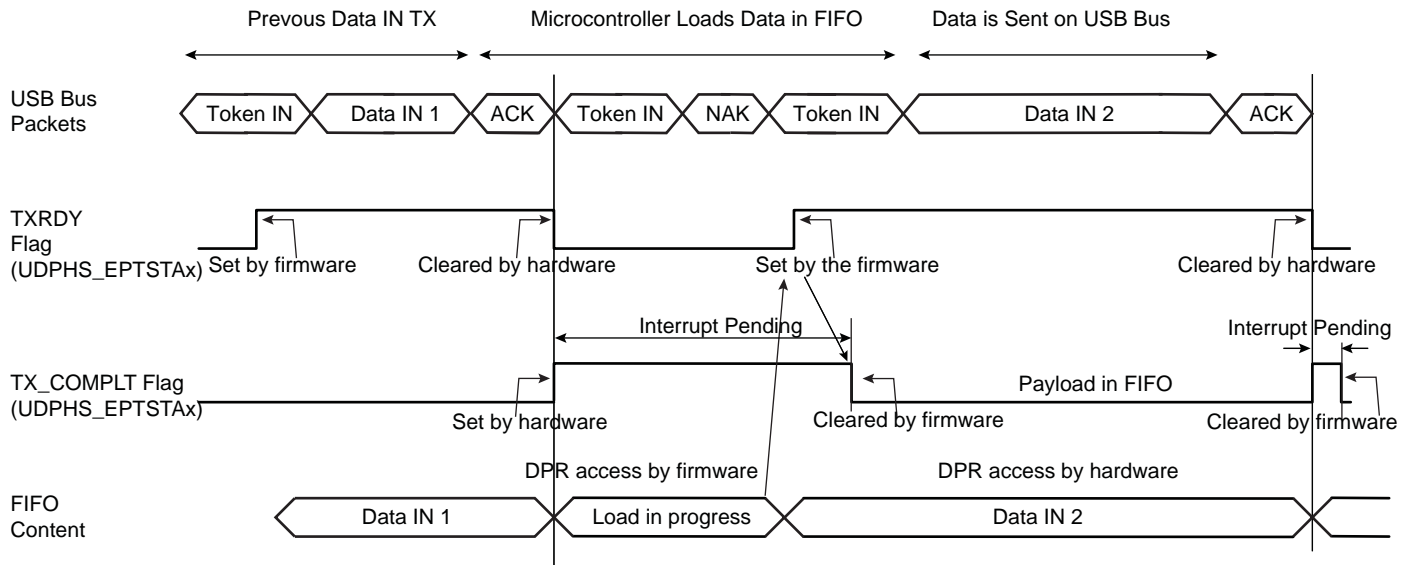 Prevous Data IN TX
Microcontroller Loads Data in FIFO
Data is Sent on USB Bus
USB Bus
Packets
Token IN
Data IN 1
ACK
Token IN
NAK
Token IN
Data IN 2
ACK
TXRDY
Flag
(UDPHS_EPTSTAx)
Set by firmware
Cleared by hardware
Set by the firmware
Cleared by hardware
Interrupt Pending
Interrupt Pending
TX_COMPLT Flag
(UDPHS_EPTSTAx)
Payload in FIFO
Set by hardware
Cleared by firmware
Cleared by firmware
DPR access by firmware
DPR access by hardware
FIFO
Content
Data IN 1
Load in progress
Data IN 2